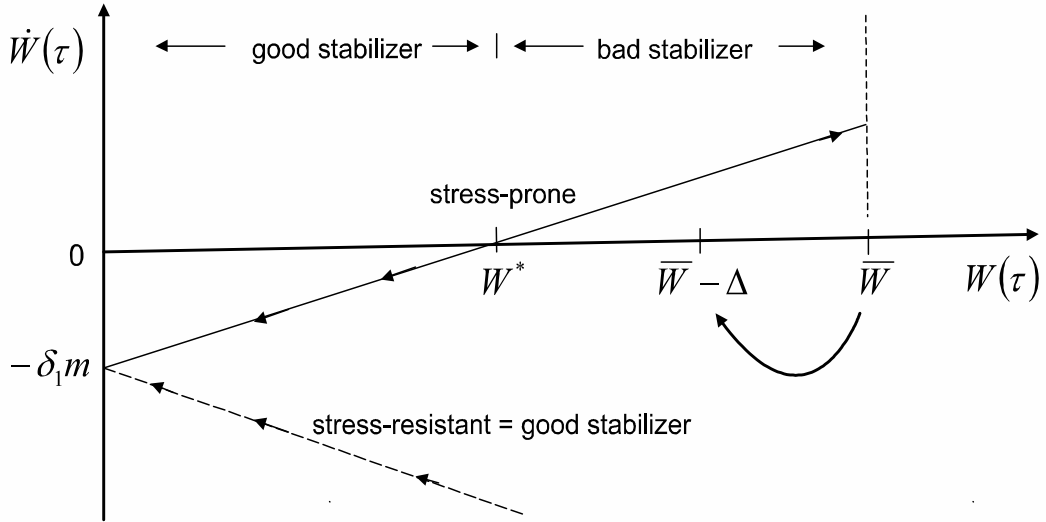 Ẇ(τ)
good stabilizer
bad stabilizer
stress-prone
0
W*
W̅ − Δ
W̅
W(τ)
− δ₁m
stress-resistant = good stabilizer